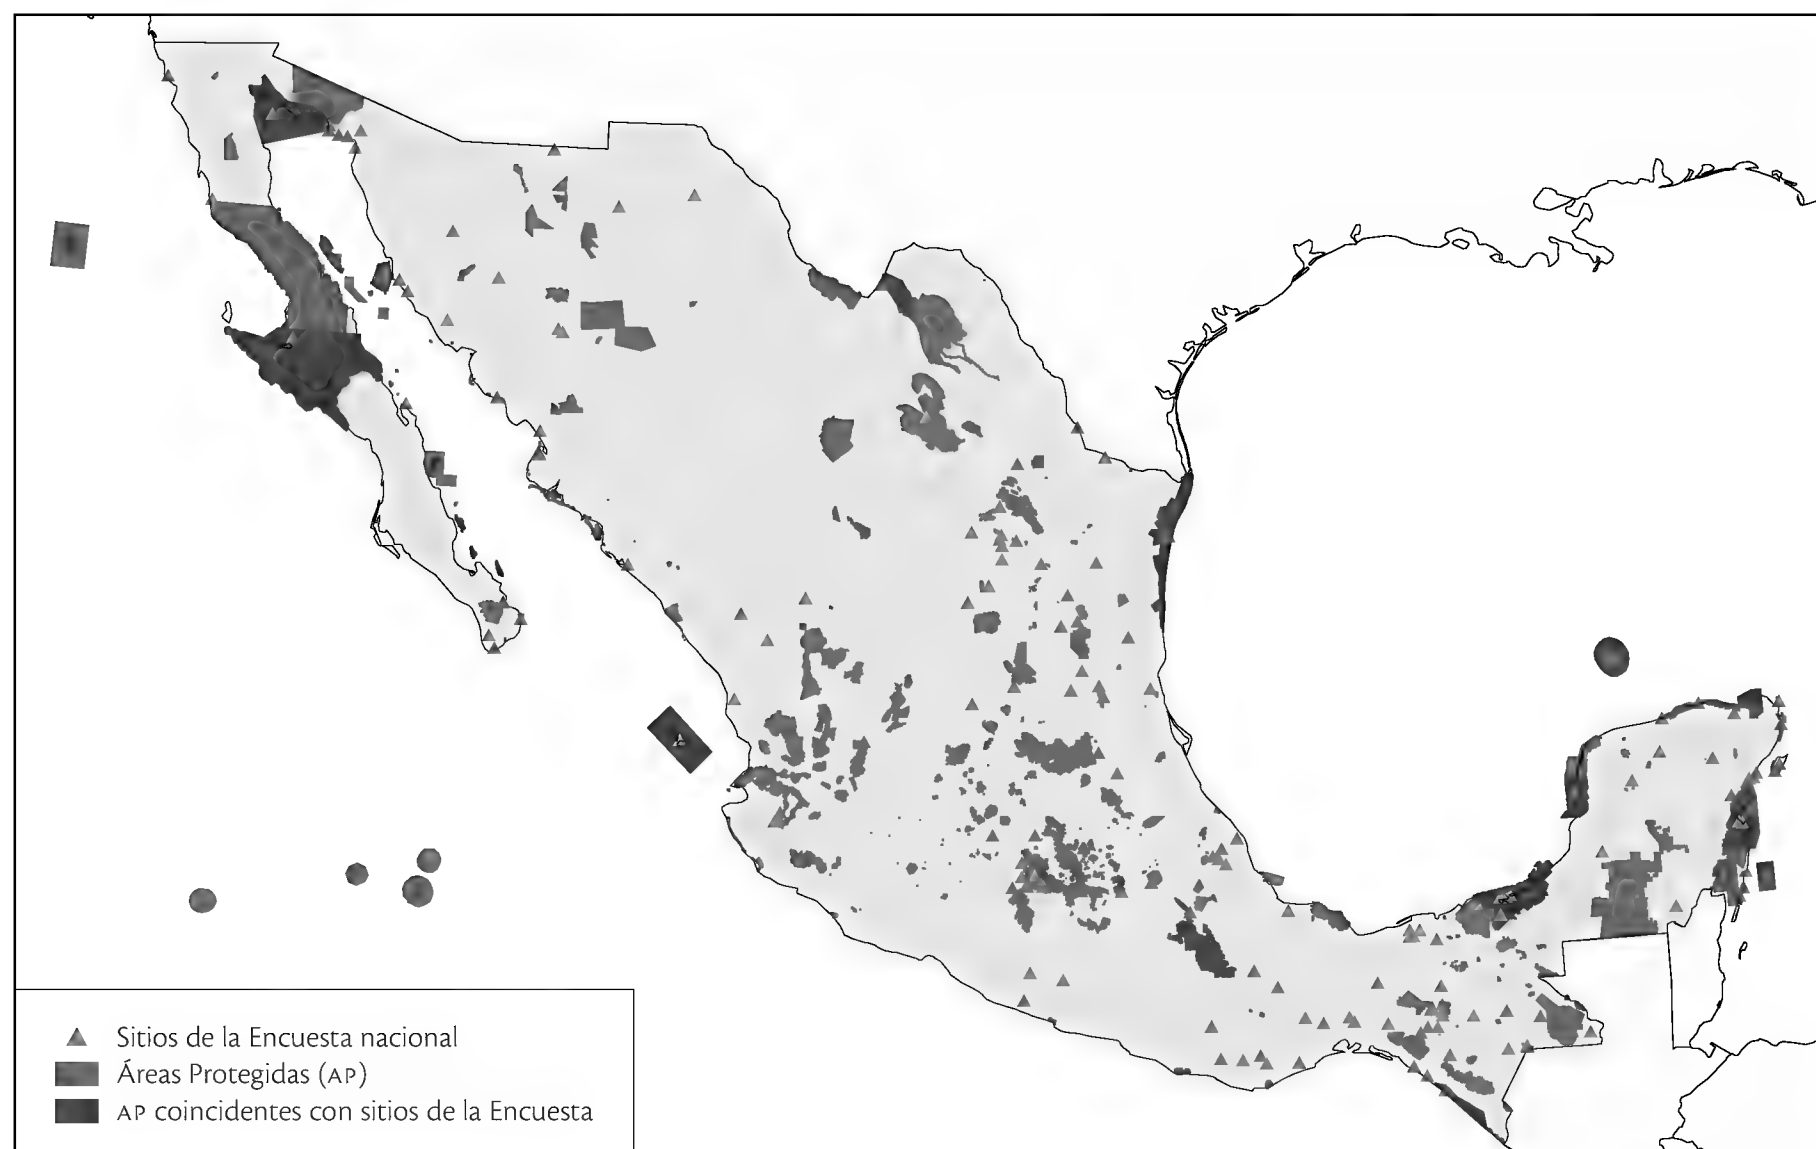 Sitios de la Encuesta nacional
Áreas Protegidas (AP)
AP coincidentes con sitios de la Encuesta